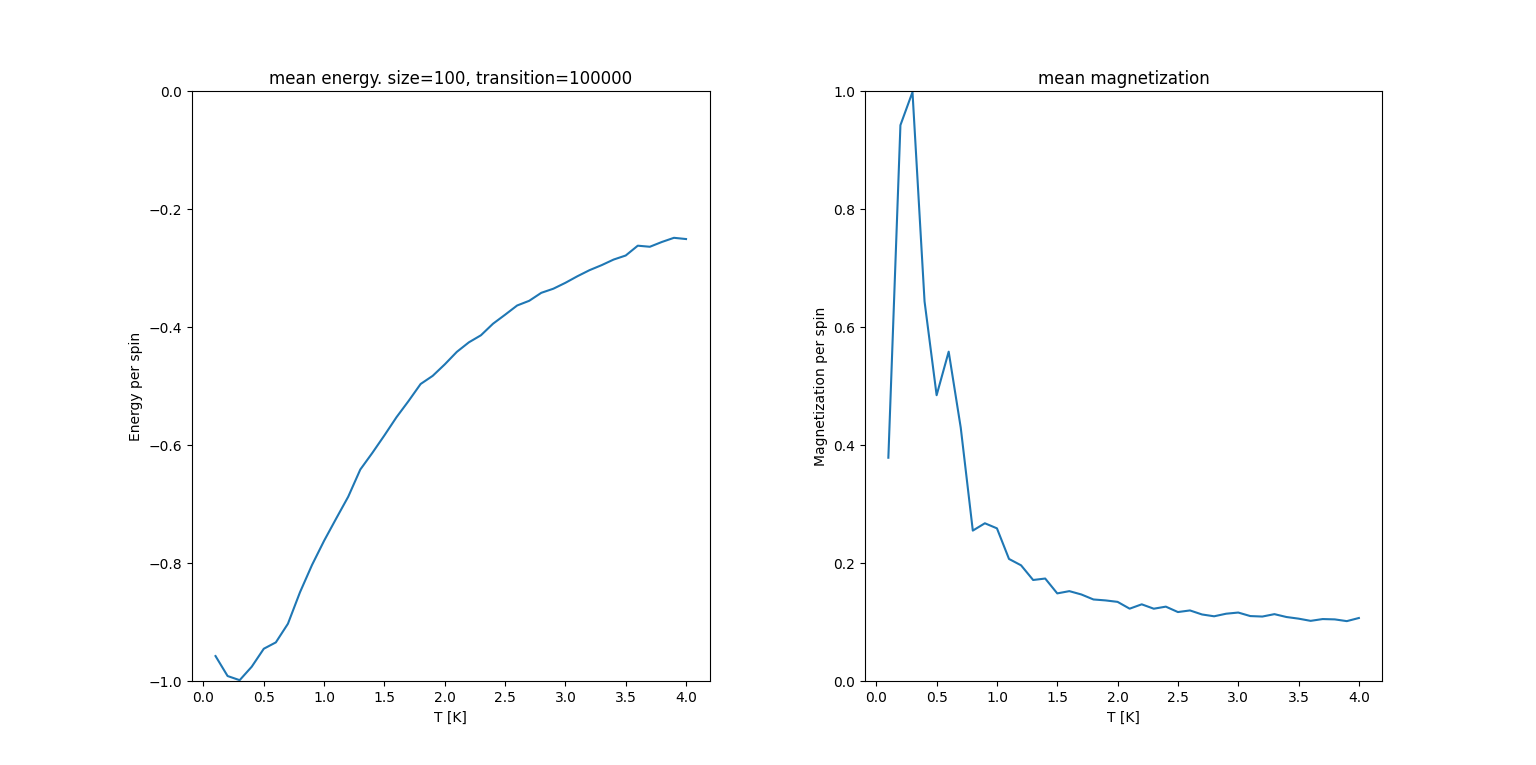 mean energy. size=100, transition=100000
0.0
−0.2
−0.4
−0.6
−0.8
−1.0
Energy per spin
0.0 0.5 1.0 1.5 2.0 2.5 3.0 3.5 4.0
T [K]
mean magnetization
1.0
0.8
0.6
0.4
0.2
0.0
Magnetization per spin
0.0 0.5 1.0 1.5 2.0 2.5 3.0 3.5 4.0
T [K]